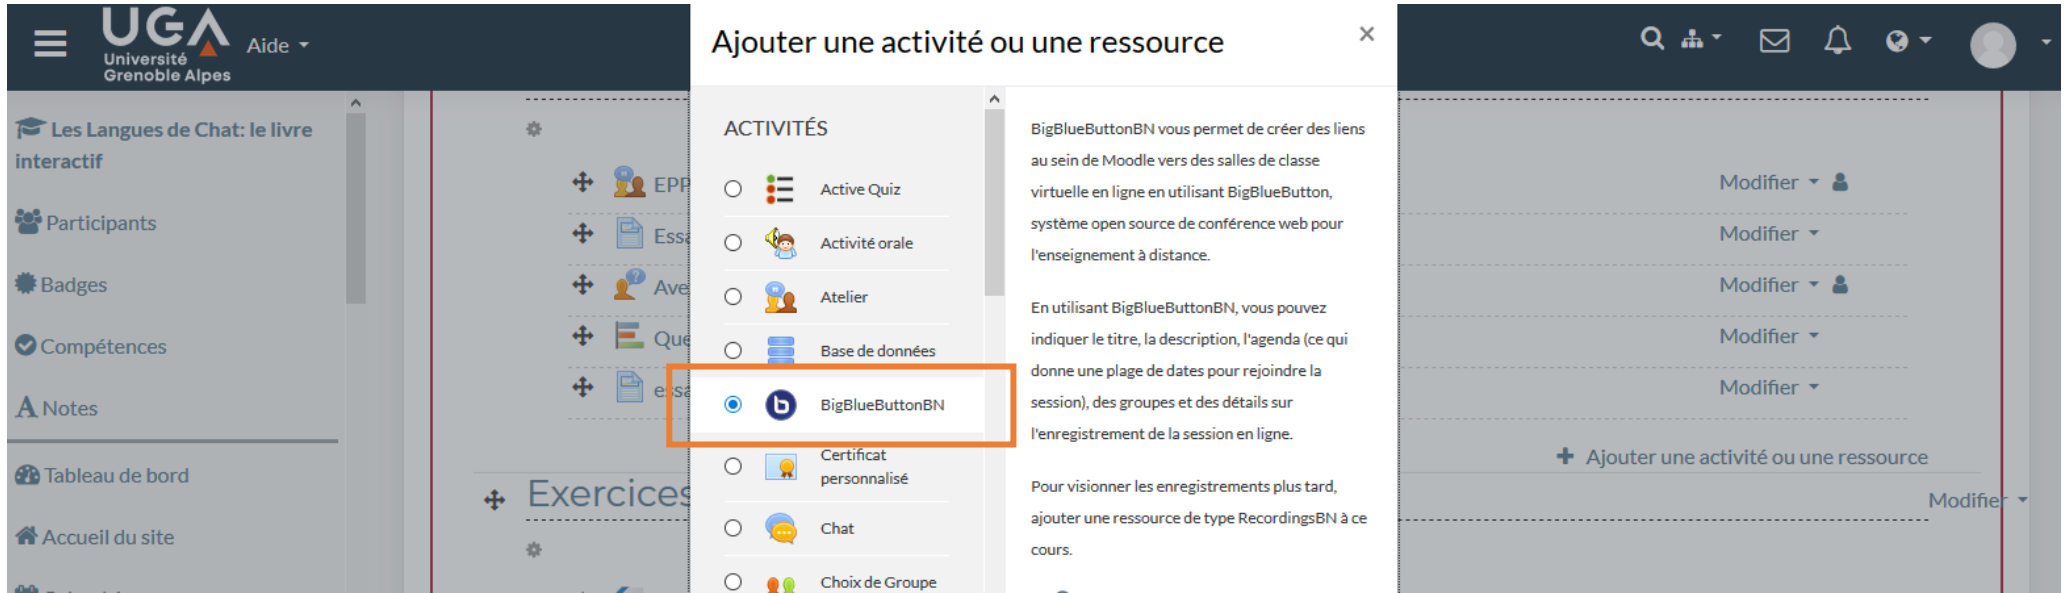 UGA
Université
Grenoble Alpes
Aide
Ajouter une activité ou une ressource
×
Les Langues de Chat: le livre
interactif
Participants
Badges
Compétences
A Notes
Tableau de bord
Accueil du site
EPP
Essa
Ave
Que
essa
Exercices
ACTIVITÉS
Active Quiz
Activité orale
Atelier
Base de données
BigBlueButtonBN
Certificat
personnalisé
Chat
Choix de Groupe
BigBlueButtonBN vous permet de créer des liens
au sein de Moodle vers des salles de classe
virtuelle en ligne en utilisant BigBlueButton,
système open source de conférence web pour
l'enseignement à distance.
En utilisant BigBlueButtonBN, vous pouvez
indiquer le titre, la description, l'agenda (ce qui
donne une plage de dates pour rejoindre la
session), des groupes et des détails sur
l'enregistrement de la session en ligne.
Pour visionner les enregistrements plus tard,
ajouter une ressource de type RecordingsBN à ce
cours.
Modifier
Modifier
Modifier
Modifier
Modifier
Ajouter une activité ou une ressource
Modifier